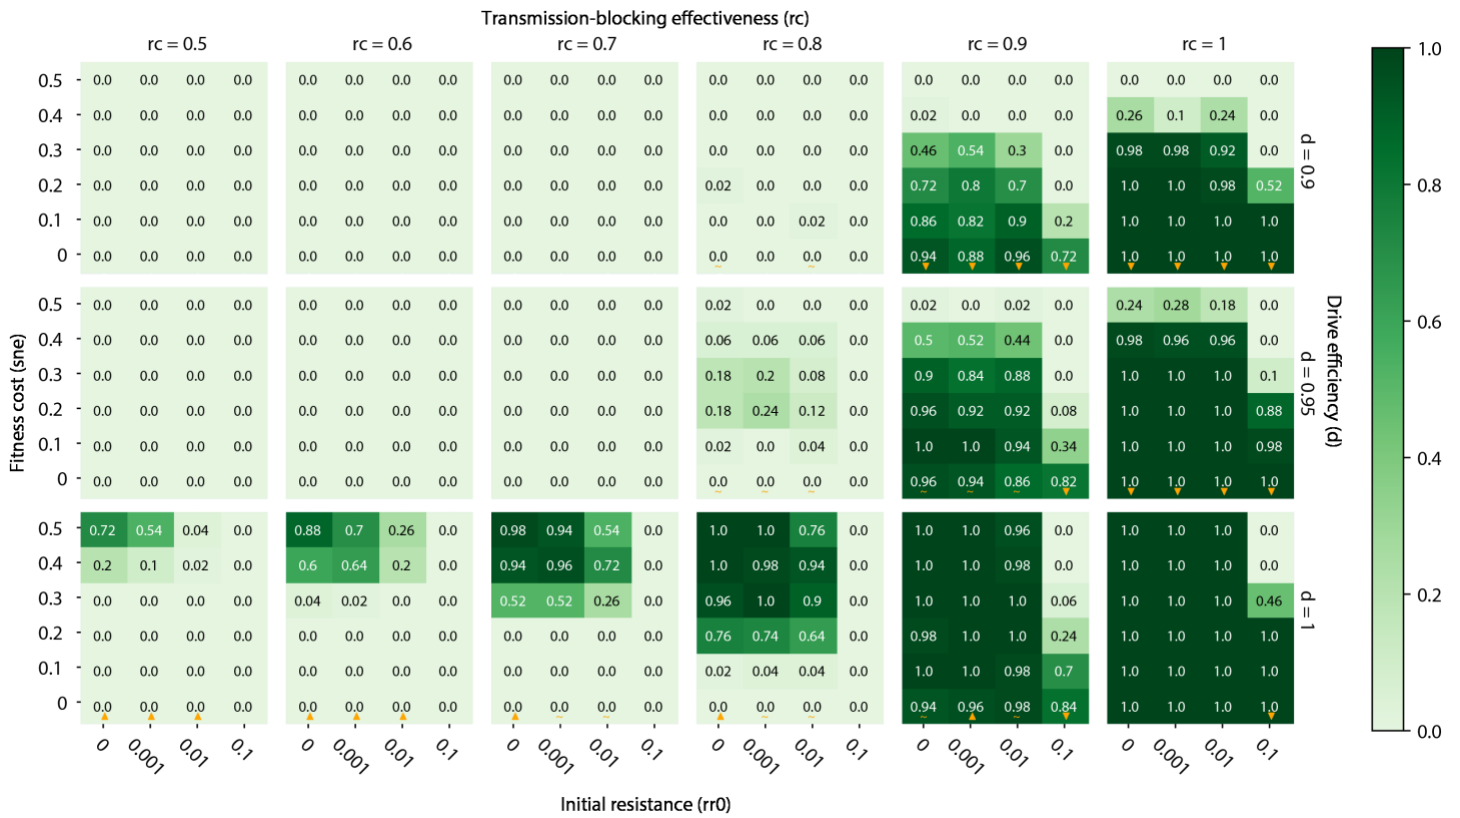 Transmission-blocking effectiveness (rc)
rc = 0.5 rc = 0.6 rc = 0.7 rc = 0.8 rc = 0.9 rc = 1
0.5 0.0 0.0 0.0 0.0 0.0 0.0 0.0 0.0 0.0 0.0 0.0 0.0 0.0 0.0 0.0 0.0 0.0 0.0 0.0 0.0 0.0 0.0 0.0 0.0
0.4 0.0 0.0 0.0 0.0 0.0 0.0 0.0 0.0 0.0 0.0 0.0 0.0 0.0 0.0 0.0 0.0 0.02 0.0 0.0 0.0 0.26 0.1 0.24 0.0
0.3 0.0 0.0 0.0 0.0 0.0 0.0 0.0 0.0 0.0 0.0 0.0 0.0 0.0 0.0 0.0 0.0 0.46 0.54 0.3 0.0 0.98 0.98 0.92 0.0
0.2 0.0 0.0 0.0 0.0 0.0 0.0 0.0 0.0 0.0 0.0 0.0 0.0 0.02 0.0 0.0 0.0 0.72 0.8 0.7 0.0 1.0 1.0 0.98 0.52
0.1 0.0 0.0 0.0 0.0 0.0 0.0 0.0 0.0 0.0 0.0 0.0 0.0 0.0 0.0 0.02 0.0 0.86 0.82 0.9 0.2 1.0 1.0 1.0 1.0
0 0.0 0.0 0.0 0.0 0.0 0.0 0.0 0.0 0.0 0.0 0.0 0.0 0.0 0.0 0.0 0.0 0.94 0.88 0.96 0.72 1.0 1.0 1.0 1.0
d = 0.9
0.5 0.0 0.0 0.0 0.0 0.0 0.0 0.0 0.0 0.0 0.0 0.0 0.0 0.02 0.0 0.0 0.0 0.02 0.0 0.02 0.0 0.24 0.28 0.18 0.0
0.4 0.0 0.0 0.0 0.0 0.0 0.0 0.0 0.0 0.0 0.0 0.0 0.0 0.06 0.06 0.06 0.0 0.5 0.52 0.44 0.0 0.98 0.96 0.96 0.0
0.3 0.0 0.0 0.0 0.0 0.0 0.0 0.0 0.0 0.0 0.0 0.0 0.0 0.18 0.2 0.08 0.0 0.9 0.84 0.88 0.0 1.0 1.0 1.0 0.1
0.2 0.0 0.0 0.0 0.0 0.0 0.0 0.0 0.0 0.0 0.0 0.0 0.0 0.18 0.24 0.12 0.0 0.96 0.92 0.92 0.08 1.0 1.0 1.0 0.88
0.1 0.0 0.0 0.0 0.0 0.0 0.0 0.0 0.0 0.0 0.0 0.0 0.0 0.02 0.0 0.04 0.0 1.0 1.0 0.94 0.34 1.0 1.0 1.0 0.98
0 0.0 0.0 0.0 0.0 0.0 0.0 0.0 0.0 0.0 0.0 0.0 0.0 0.0 0.0 0.0 0.0 0.96 0.94 0.86 0.82 1.0 1.0 1.0 1.0
d = 0.95
0.5 0.72 0.54 0.04 0.0 0.88 0.7 0.26 0.0 0.98 0.94 0.54 0.0 1.0 1.0 0.76 0.0 1.0 1.0 0.96 0.0 1.0 1.0 1.0 0.0
0.4 0.2 0.1 0.02 0.0 0.6 0.64 0.2 0.0 0.94 0.96 0.72 0.0 1.0 0.98 0.94 0.0 1.0 1.0 0.98 0.0 1.0 1.0 1.0 0.0
0.3 0.0 0.0 0.0 0.0 0.04 0.02 0.0 0.0 0.52 0.52 0.26 0.0 0.96 1.0 0.9 0.0 1.0 1.0 1.0 0.06 1.0 1.0 1.0 0.46
0.2 0.0 0.0 0.0 0.0 0.0 0.0 0.0 0.0 0.0 0.0 0.0 0.0 0.76 0.74 0.64 0.0 0.98 1.0 1.0 0.24 1.0 1.0 1.0 1.0
0.1 0.0 0.0 0.0 0.0 0.0 0.0 0.0 0.0 0.0 0.0 0.0 0.0 0.02 0.04 0.04 0.0 1.0 1.0 0.98 0.7 1.0 1.0 1.0 1.0
0 0.0 0.0 0.0 0.0 0.0 0.0 0.0 0.0 0.0 0.0 0.0 0.0 0.0 0.0 0.0 0.0 0.94 0.96 0.98 0.84 1.0 1.0 1.0 1.0
d = 1
0 0.001 0.01 0.1 0 0.001 0.01 0.1 0 0.001 0.01 0.1 0 0.001 0.01 0.1 0 0.001 0.01 0.1 0 0.001 0.01 0.1
Initial resistance (rr0)
Fitness cost (sne)
Drive efficiency (d)
1.0
0.8
0.6
0.4
0.2
0.0